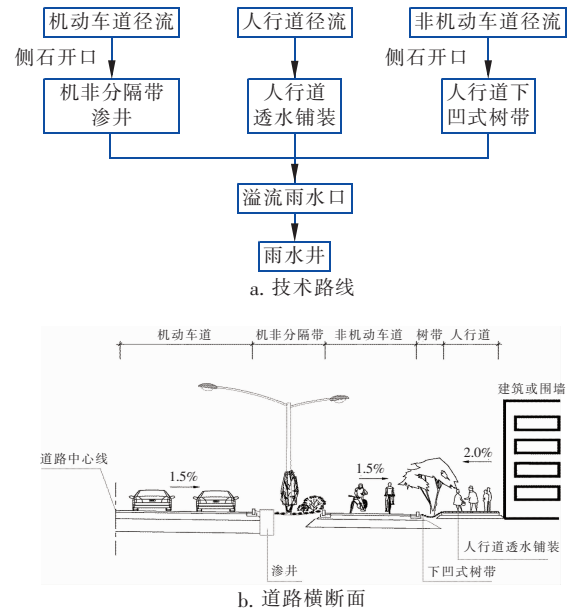 机动车道径流
人行道径流
非机动车道径流
侧石开口
侧石开口
机非分隔带
渗井
人行道
透水铺装
人行道下
凹式树带
溢流雨水口
雨水井
a. 技术路线
机动车道
机非分隔带
非机动车道
树带
人行道
建筑或围墙
道路中心线
1.5%
1.5%
2.0%
人行道透水铺装
渗井
下凹式树带
b. 道路横断面